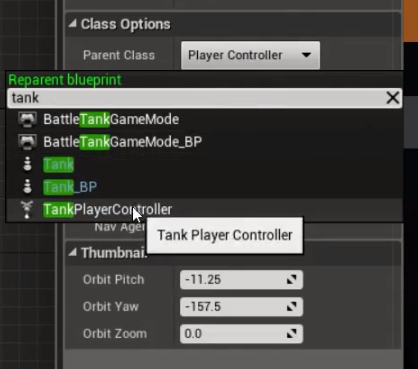 Class Options
Parent Class Player Controller
Reparent blueprint
tank
BattleTankGameMode
BattleTankGameMode_BP
Tank
Tank_BP
TankPlayerController
Nav Agen
Tank Player Controller
Thumbnai
Orbit Pitch -11.25
Orbit Yaw -157.5
Orbit Zoom 0.0